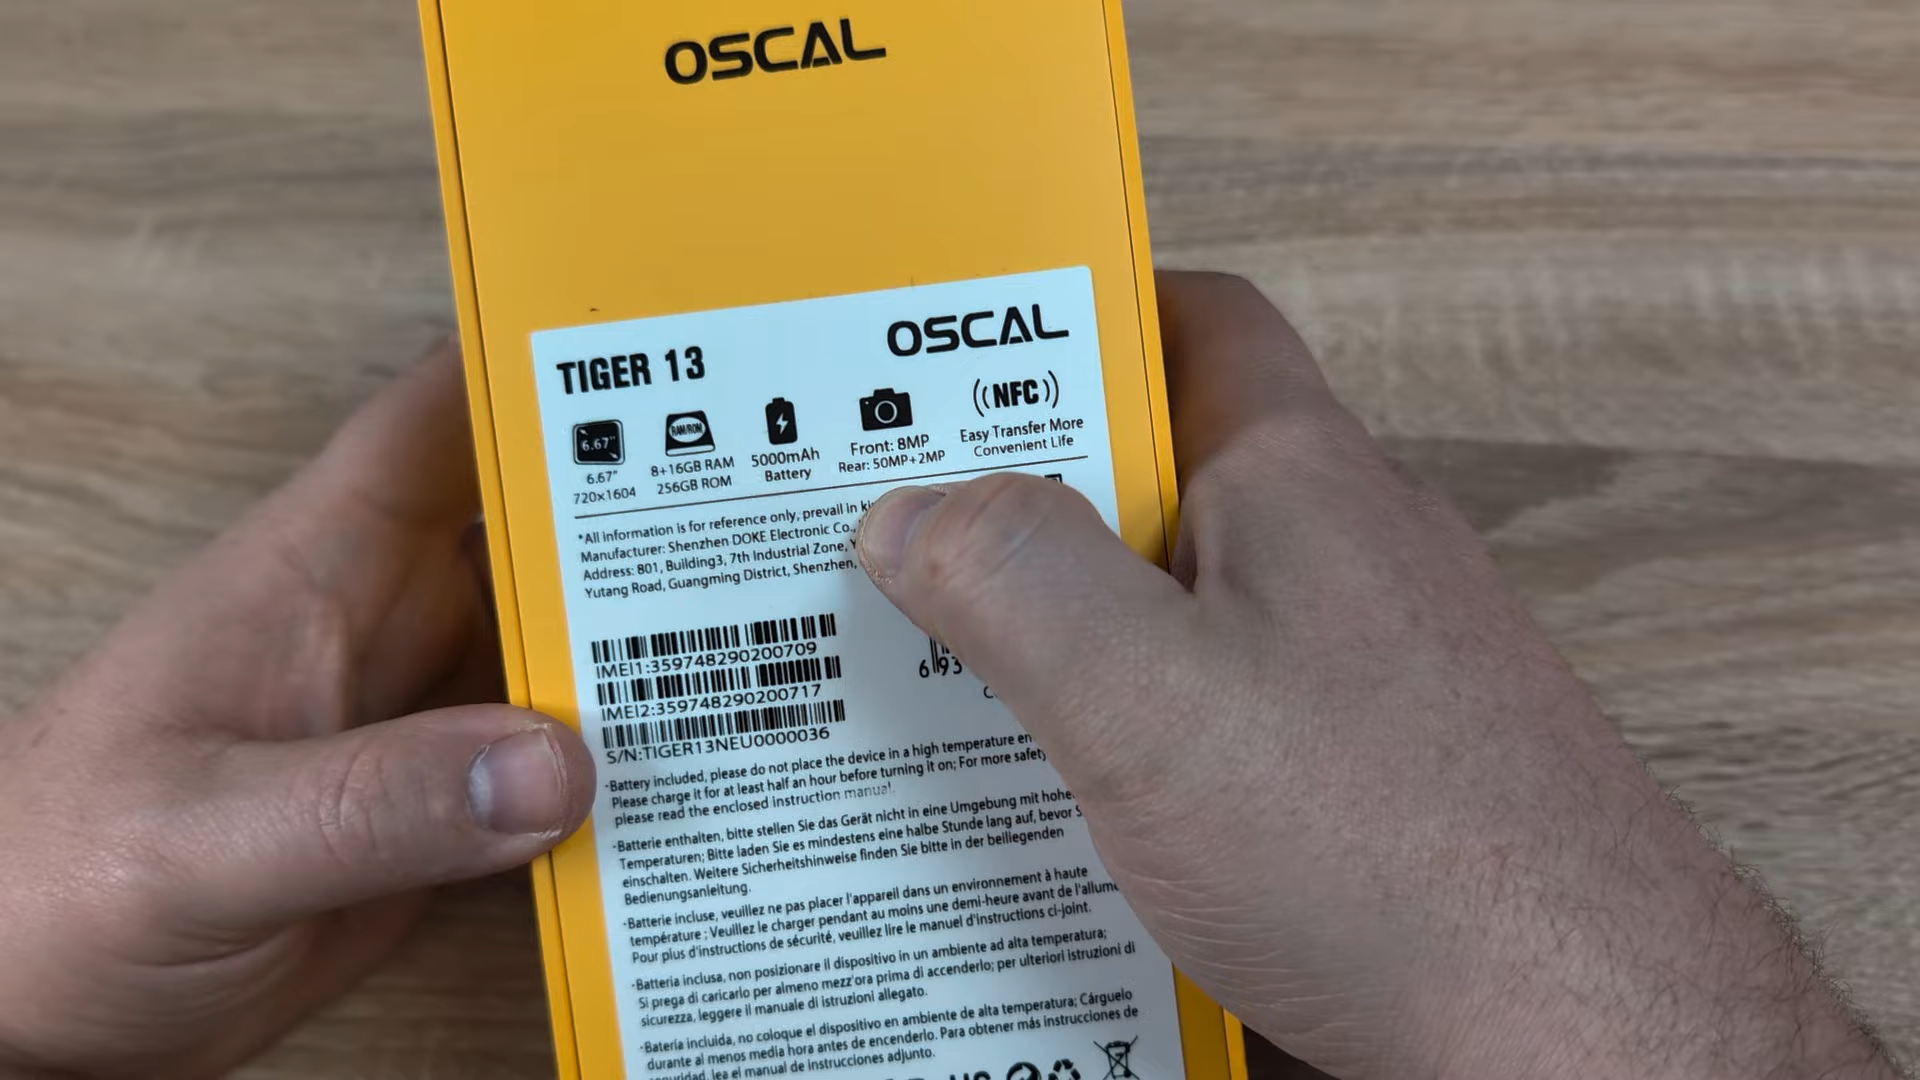 OSCAL
TIGER 13
OSCAL
6.67"
RAM/ROM
((NFC))
6.67"
720x1604
8+16GB RAM
256GB ROM
5000mAh
Battery
Front: 8MP
Rear: 50MP+2MP
Easy Transfer More
Convenient Life
*All information is for reference only, prevail in
Manufacturer: Shenzhen DOKE Electronic Co.,
Address: 801, Building3, 7th Industrial Zone,
Yutang Road, Guangming District, Shenzhen,
IMEI1:359748290200709
IMEI2:359748290200717
S/N:TIGER13NEU0000036
6 93
-Battery included, please do not place the device in a high temperature
Please charge it for at least half an hour before turning it on; For more safety
please read the enclosed instruction manual.
-Batterie enthalten, bitte stellen Sie das Gerät nicht in eine Umgebung mit
Temperaturen; Bitte laden Sie es mindestens eine halbe Stunde lang auf, bevor
einschalten. Weitere Sicherheitshinweise finden Sie bitte in der beiliegenden
Bedienungsanleitung.
-Batterie incluse, veuillez ne pas placer l'appareil dans un environnement à haute
température ; Veuillez le charger pendant au moins une demi-heure avant de
Pour plus d'instructions de sécurité, veuillez lire le manuel d'instructions ci-joint.
-Batteria inclusa, non posizionare il dispositivo in un ambiente ad alta temperatura;
Si prega di caricarlo per almeno mezz'ora prima di accenderlo; per ulteriori istruzioni di
sicurezza, leggere il manuale di istruzioni allegato.
-Batería incluida, no coloque el dispositivo en ambiente de alta temperatura; Cárguelo
durante al menos media hora antes de encenderlo. Para obtener más instrucciones de
seguridad, lea el manual de instrucciones adjunto.